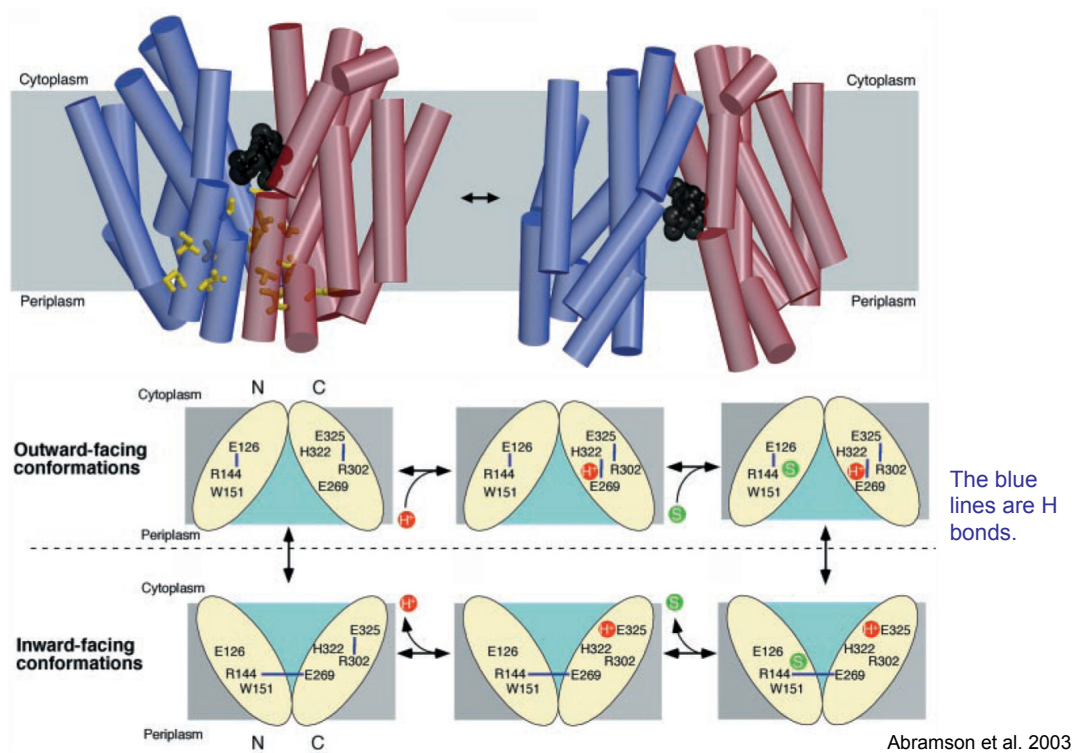 Cytoplasm
Cytoplasm
Periplasm
Periplasm
Cytoplasm
N
C
Outward-facing
conformations
E126
R144
W151
E325
H322
R302
E269
H+
E126
R144
W151
E325
H322
H+
R302
E269
S
E126
R144
S
W151
E325
H322
H+
R302
E269
The blue
lines are H
bonds.
Periplasm
Cytoplasm
Inward-facing
conformations
E126
R144
W151
E325
H322
R302
E269
H+
E126
R144
W151
H+
E325
H322
R302
E269
S
E126
S
R144
W151
H+
E325
H322
R302
E269
Periplasm
N
C
Abramson et al. 2003